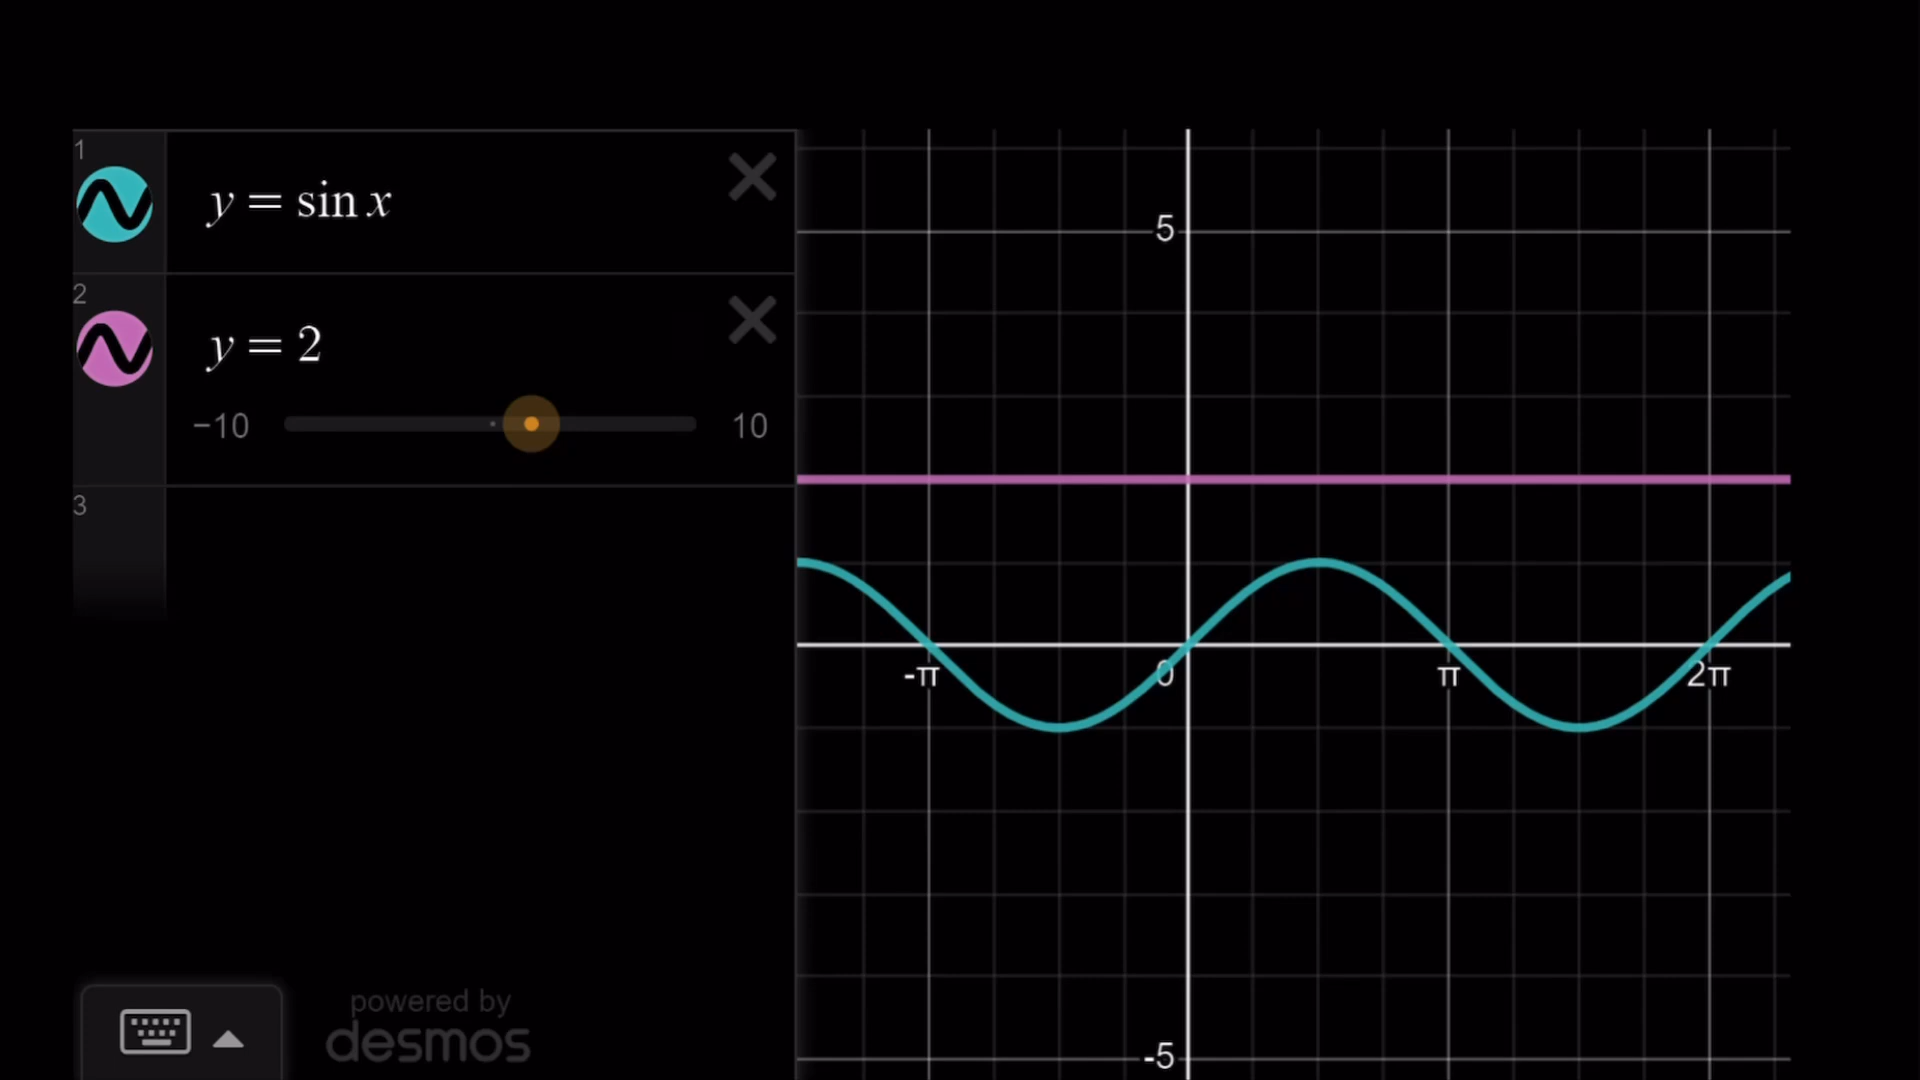 1
y = sin x
2
y = 2
−10
10
3
powered by
desmos
5
-π
0
π
2π
-5